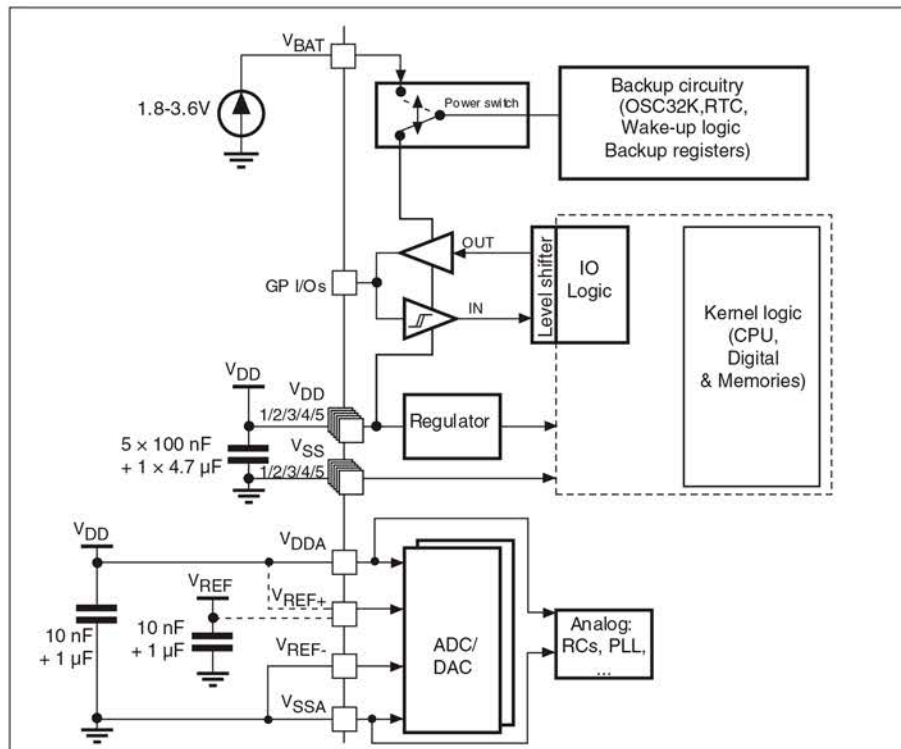 VBAT
1.8-3.6V
Power switch
Backup circuitry
(OSC32K,RTC,
Wake-up logic
Backup registers)
OUT
GP I/Os
IN
Level shifter
IO
Logic
Kernel logic
(CPU,
Digital
& Memories)
VDD
VDD
1/2/3/4/5
Regulator
5 × 100 nF
+ 1 × 4.7 μF
VSS
1/2/3/4/5
VDD
VDDA
VREF
VREF+
10 nF
+ 1 μF
10 nF
+ 1 μF
VREF-
ADC/
DAC
Analog:
RCs, PLL,
...
VSSA